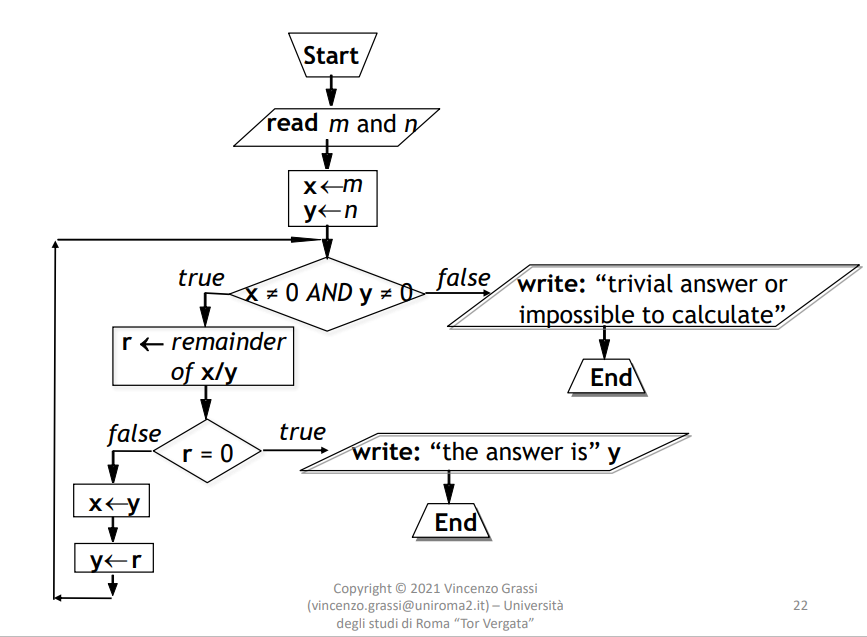 Start
read m and n
x←m
y←n
true
x ≠ 0 AND y ≠ 0
false
write: “trivial answer or
impossible to calculate”
End
r ← remainder
of x/y
false
r = 0
true
write: “the answer is” y
End
x←y
y←r
Copyright © 2021 Vincenzo Grassi
(vincenzo.grassi@uniroma2.it) – Università
degli studi di Roma “Tor Vergata”
22